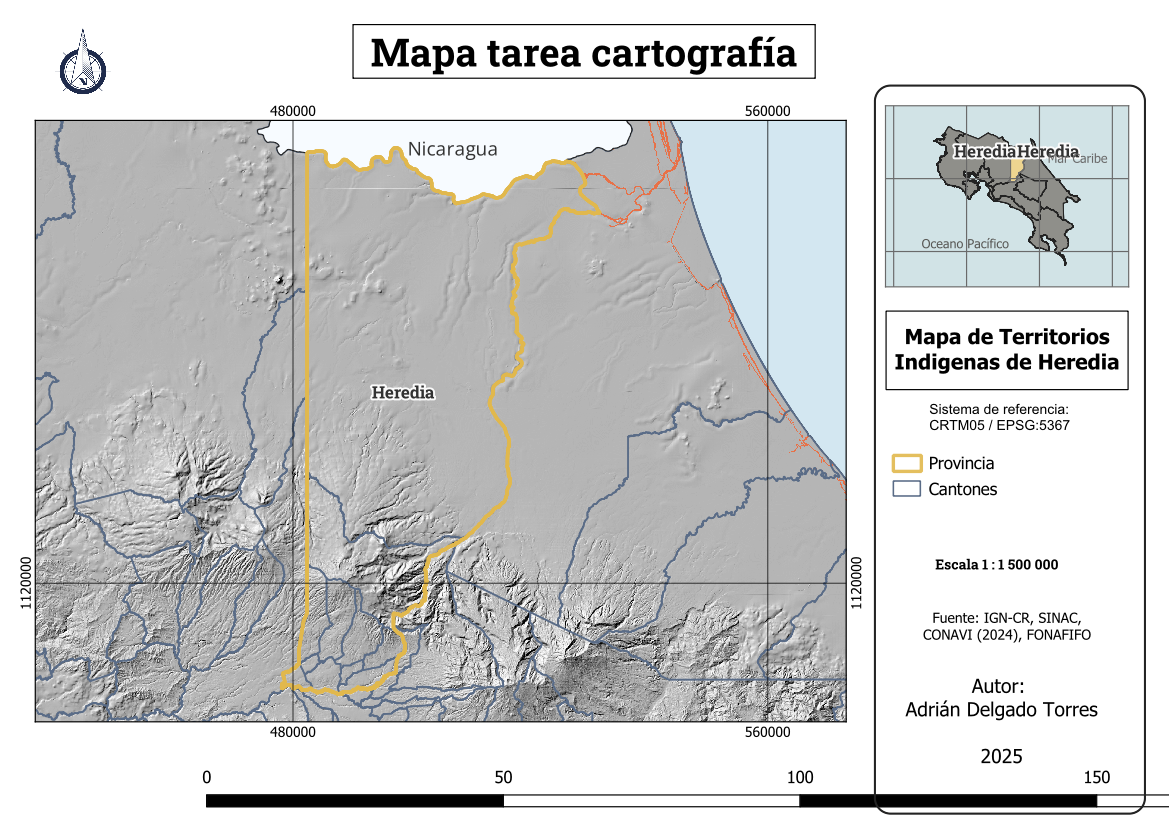 Mapa tarea cartografía
480000
560000
Nicaragua
Heredia
1120000
1120000
480000
560000
HerediaHeredia
Mar Caribe
Oceano Pacífico
Mapa de Territorios
Indigenas de Heredia
Sistema de referencia:
CRTM05 / EPSG:5367
Provincia
Cantones
Escala 1 : 1 500 000
Fuente: IGN-CR, SINAC,
CONAVI (2024), FONAFIFO
Autor:
Adrián Delgado Torres
2025
0
50
100
150